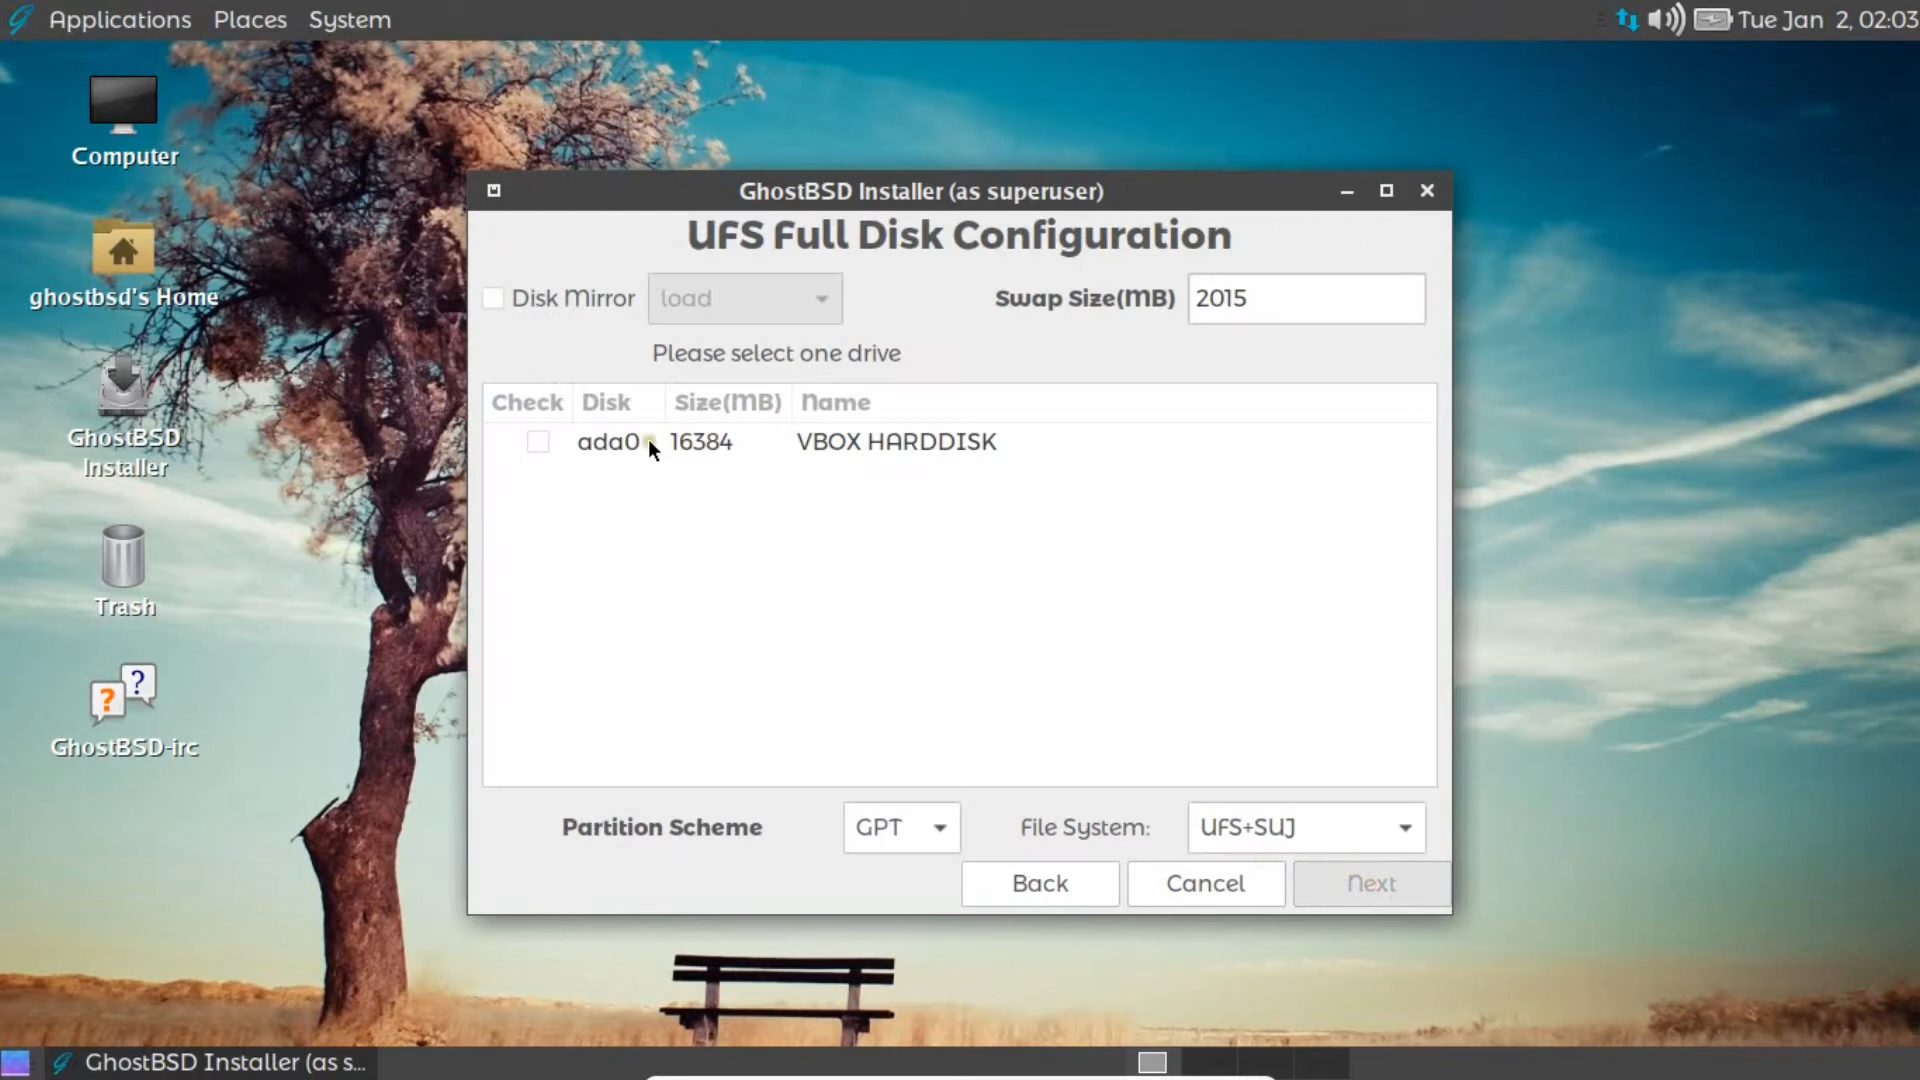 Applications Places System
Tue Jan 2, 02:03
Computer
ghostbsd's Home
GhostBSD
Installer
Trash
GhostBSD-irc
GhostBSD Installer (as superuser)
UFS Full Disk Configuration
Disk Mirror load Swap Size(MB) 2015
Please select one drive
Check Disk Size(MB) Name
ada0 16384 VBOX HARDDISK
Partition Scheme GPT File System: UFS+SUJ
Back Cancel Next
GhostBSD Installer (as s...